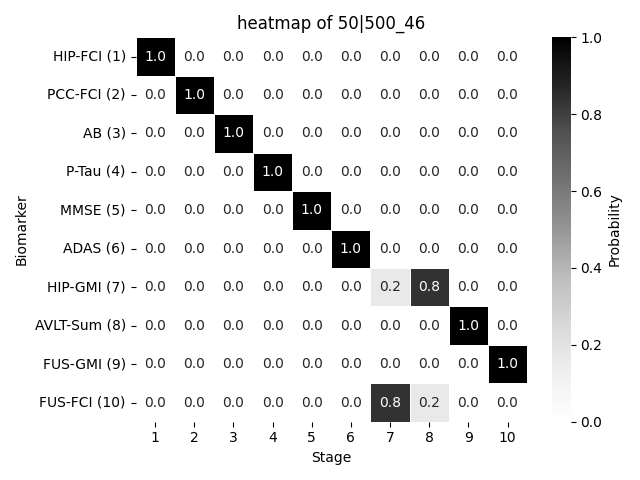 heatmap of 50|500_46
HIP-FCI (1) 1.0 0.0 0.0 0.0 0.0 0.0 0.0 0.0 0.0 0.0
PCC-FCI (2) 0.0 1.0 0.0 0.0 0.0 0.0 0.0 0.0 0.0 0.0
AB (3) 0.0 0.0 1.0 0.0 0.0 0.0 0.0 0.0 0.0 0.0
P-Tau (4) 0.0 0.0 0.0 1.0 0.0 0.0 0.0 0.0 0.0 0.0
MMSE (5) 0.0 0.0 0.0 0.0 1.0 0.0 0.0 0.0 0.0 0.0
ADAS (6) 0.0 0.0 0.0 0.0 0.0 1.0 0.0 0.0 0.0 0.0
HIP-GMI (7) 0.0 0.0 0.0 0.0 0.0 0.0 0.2 0.8 0.0 0.0
AVLT-Sum (8) 0.0 0.0 0.0 0.0 0.0 0.0 0.0 0.0 1.0 0.0
FUS-GMI (9) 0.0 0.0 0.0 0.0 0.0 0.0 0.0 0.0 0.0 1.0
FUS-FCI (10) 0.0 0.0 0.0 0.0 0.0 0.0 0.8 0.2 0.0 0.0
1 2 3 4 5 6 7 8 9 10
Stage
Biomarker
1.0
0.8
0.6
0.4
0.2
0.0
Probability